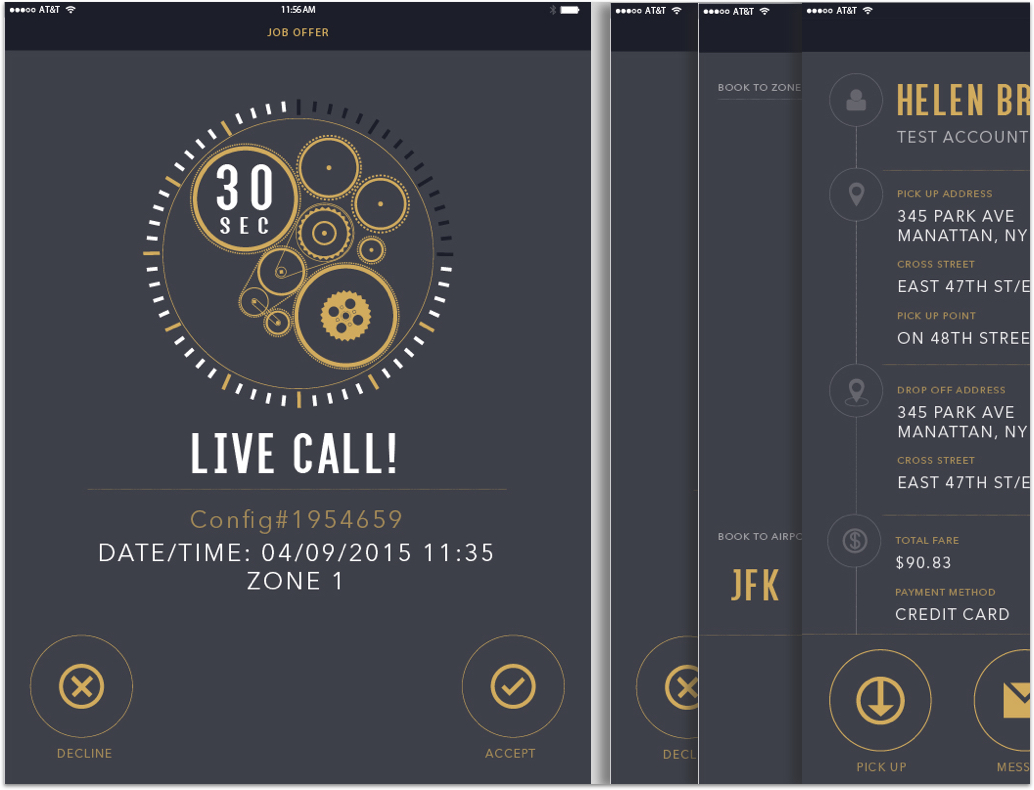 AT&T
11:56AM
JOB OFFER
30
SEC
LIVE CALL!
Config#1954659
DATE/TIME: 04/09/2015 11:35
ZONE 1
DECLINE
ACCEPT
AT&T
DECL
AT&T
BOOK TO ZONE
BOOK TO AIRPO
JFK
AT&T
HELEN BR
TEST ACCOUNT
PICK UP ADDRESS
345 PARK AVE
MANATTAN, NY
CROSS STREET
EAST 47TH ST/E
PICK UP POINT
ON 48TH STREE
DROP OFF ADDRESS
345 PARK AVE
MANATTAN, NY
CROSS STREET
EAST 47TH ST/E
TOTAL FARE
$90.83
PAYMENT METHOD
CREDIT CARD
PICK UP
MESS